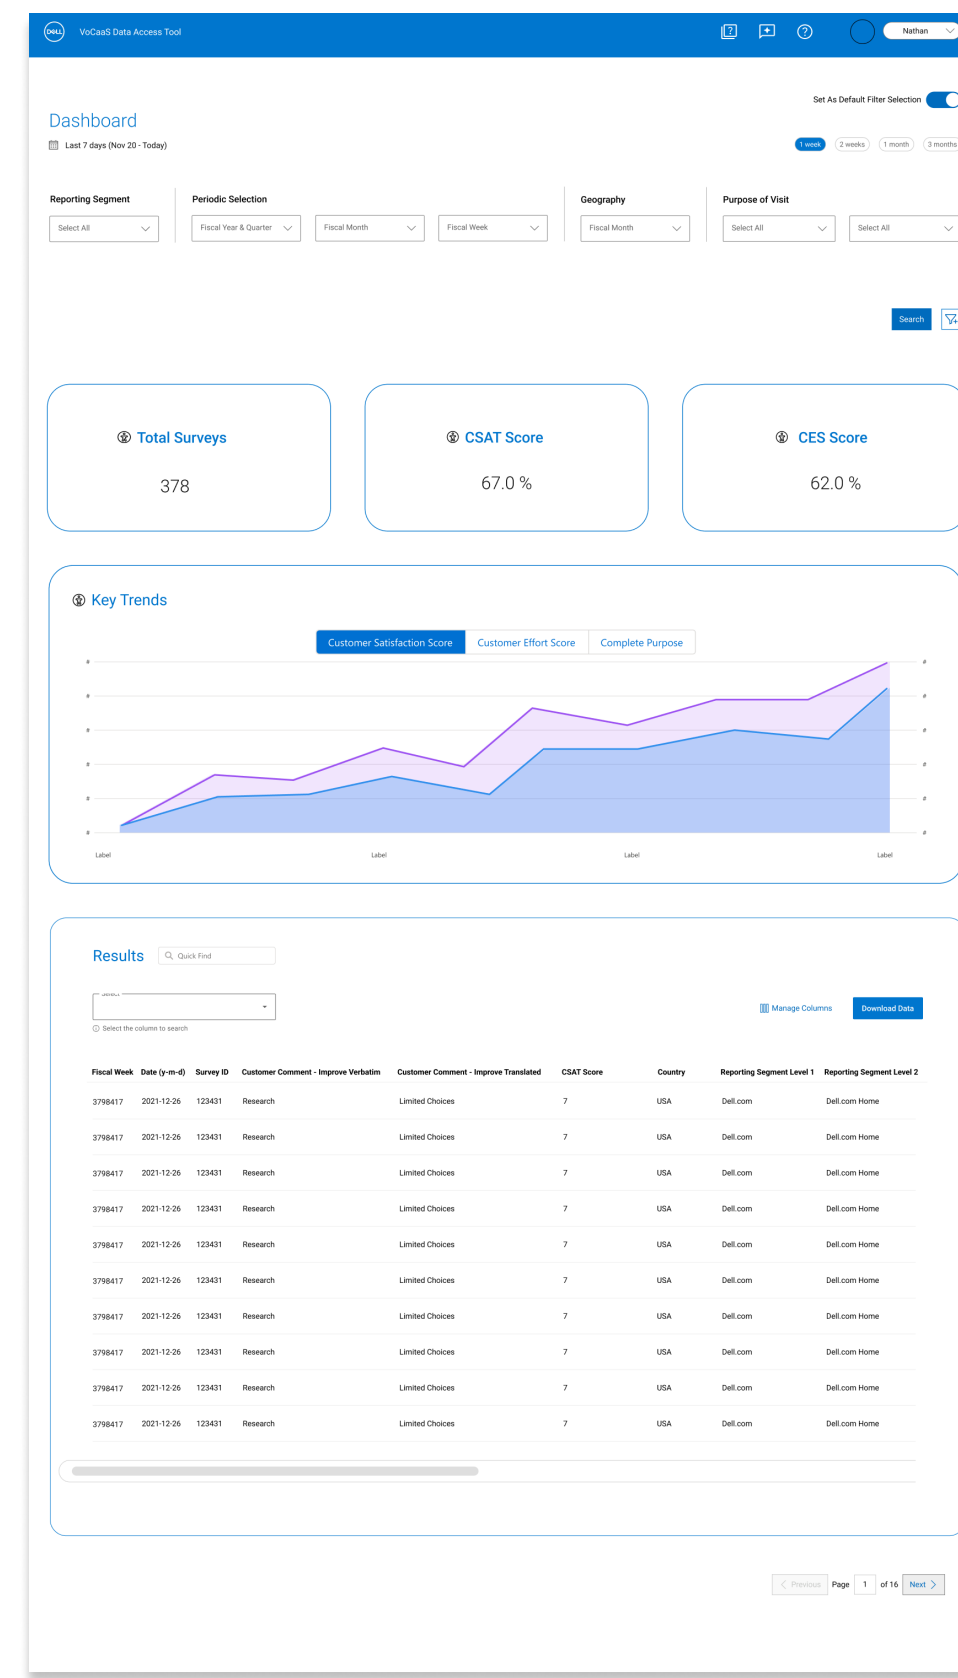 DELL VoCaaS Data Access Tool ? ? Nathan
Set As Default Filter Selection
Dashboard
Last 7 days (Nov 20 - Today)
1 week 2 weeks 1 month 3 months
Reporting Segment Periodic Selection Geography Purpose of Visit
Select All Fiscal Year & Quarter Fiscal Month Fiscal Week Fiscal Month Select All Select All
Search
Total Surveys CSAT Score CES Score
378 67.0 % 62.0 %
Key Trends
Customer Satisfaction Score Customer Effort Score Complete Purpose
# #
# #
# #
# #
# #
# #
Label Label Label Label
Results Quick Find
Select
Manage Columns Download Data
Select the column to search
Fiscal Week Date (y-m-d) Survey ID Customer Comment - Improve Verbatim Customer Comment - Improve Translated CSAT Score Country Reporting Segment Level 1 Reporting Segment Level 2
3798417 2021-12-26 123431 Research Limited Choices 7 USA Dell.com Dell.com Home
3798417 2021-12-26 123431 Research Limited Choices 7 USA Dell.com Dell.com Home
3798417 2021-12-26 123431 Research Limited Choices 7 USA Dell.com Dell.com Home
3798417 2021-12-26 123431 Research Limited Choices 7 USA Dell.com Dell.com Home
3798417 2021-12-26 123431 Research Limited Choices 7 USA Dell.com Dell.com Home
3798417 2021-12-26 123431 Research Limited Choices 7 USA Dell.com Dell.com Home
3798417 2021-12-26 123431 Research Limited Choices 7 USA Dell.com Dell.com Home
3798417 2021-12-26 123431 Research Limited Choices 7 USA Dell.com Dell.com Home
3798417 2021-12-26 123431 Research Limited Choices 7 USA Dell.com Dell.com Home
3798417 2021-12-26 123431 Research Limited Choices 7 USA Dell.com Dell.com Home
Previous Page 1 of 16 Next